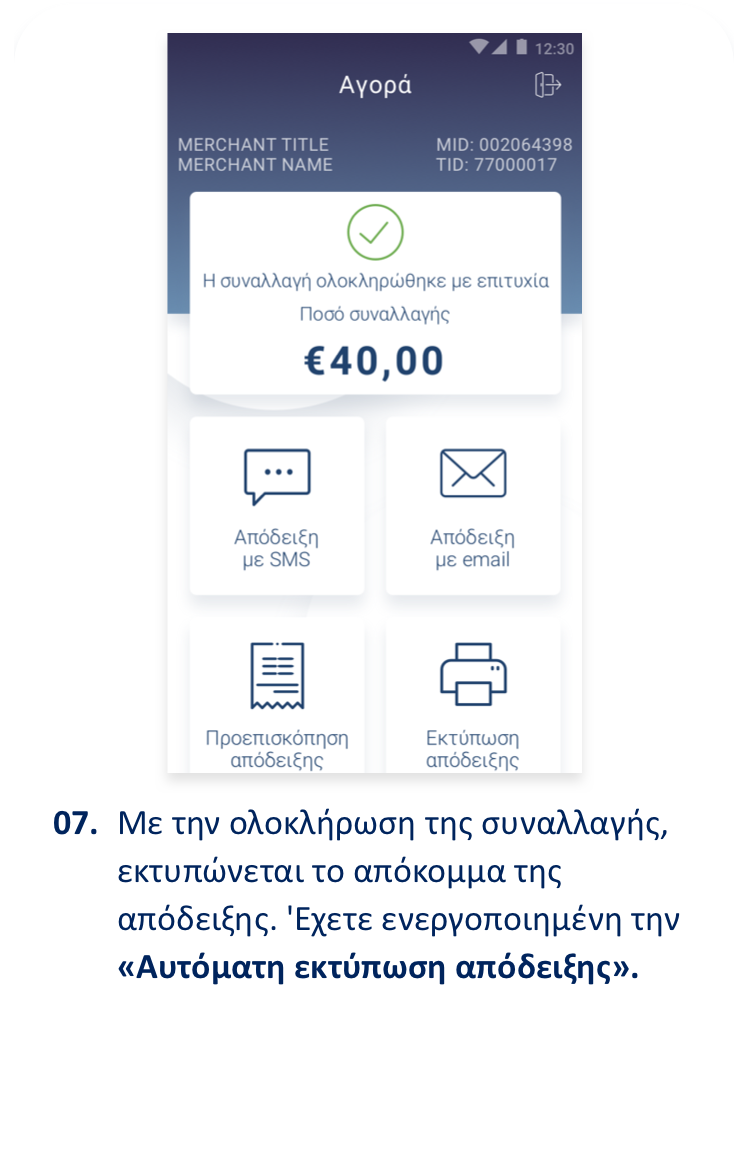 12:30
Αγορά
MERCHANT TITLE MID: 002064398
MERCHANT NAME TID: 77000017
Η συναλλαγή ολοκληρώθηκε με επιτυχία
Ποσό συναλλαγής
€40,00
Απόδειξη
με SMS
Απόδειξη
με email
Προεπισκόπηση
απόδειξης
Εκτύπωση
απόδειξης
07. Με την ολοκλήρωση της συναλλαγής,
εκτυπώνεται το απόκομμα της
απόδειξης. 'Εχετε ενεργοποιημένη την
«Αυτόματη εκτύπωση απόδειξης».